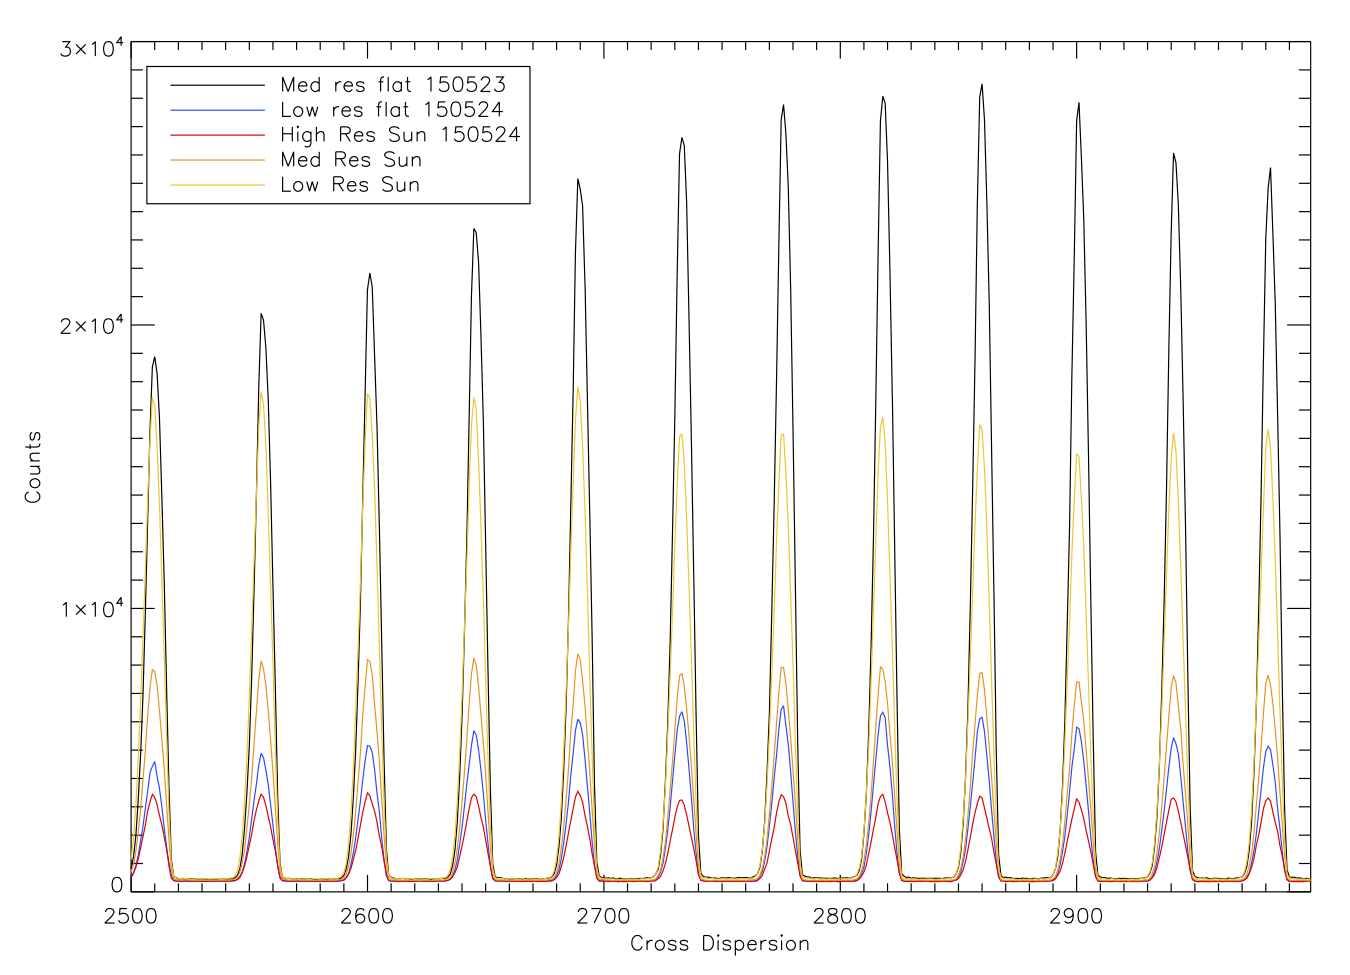 3×10⁴
Med res flat 150523
Low res flat 150524
High Res Sun 150524
Med Res Sun
Low Res Sun
2×10⁴
Counts
1×10⁴
0
2500 2600 2700 2800 2900
Cross Dispersion